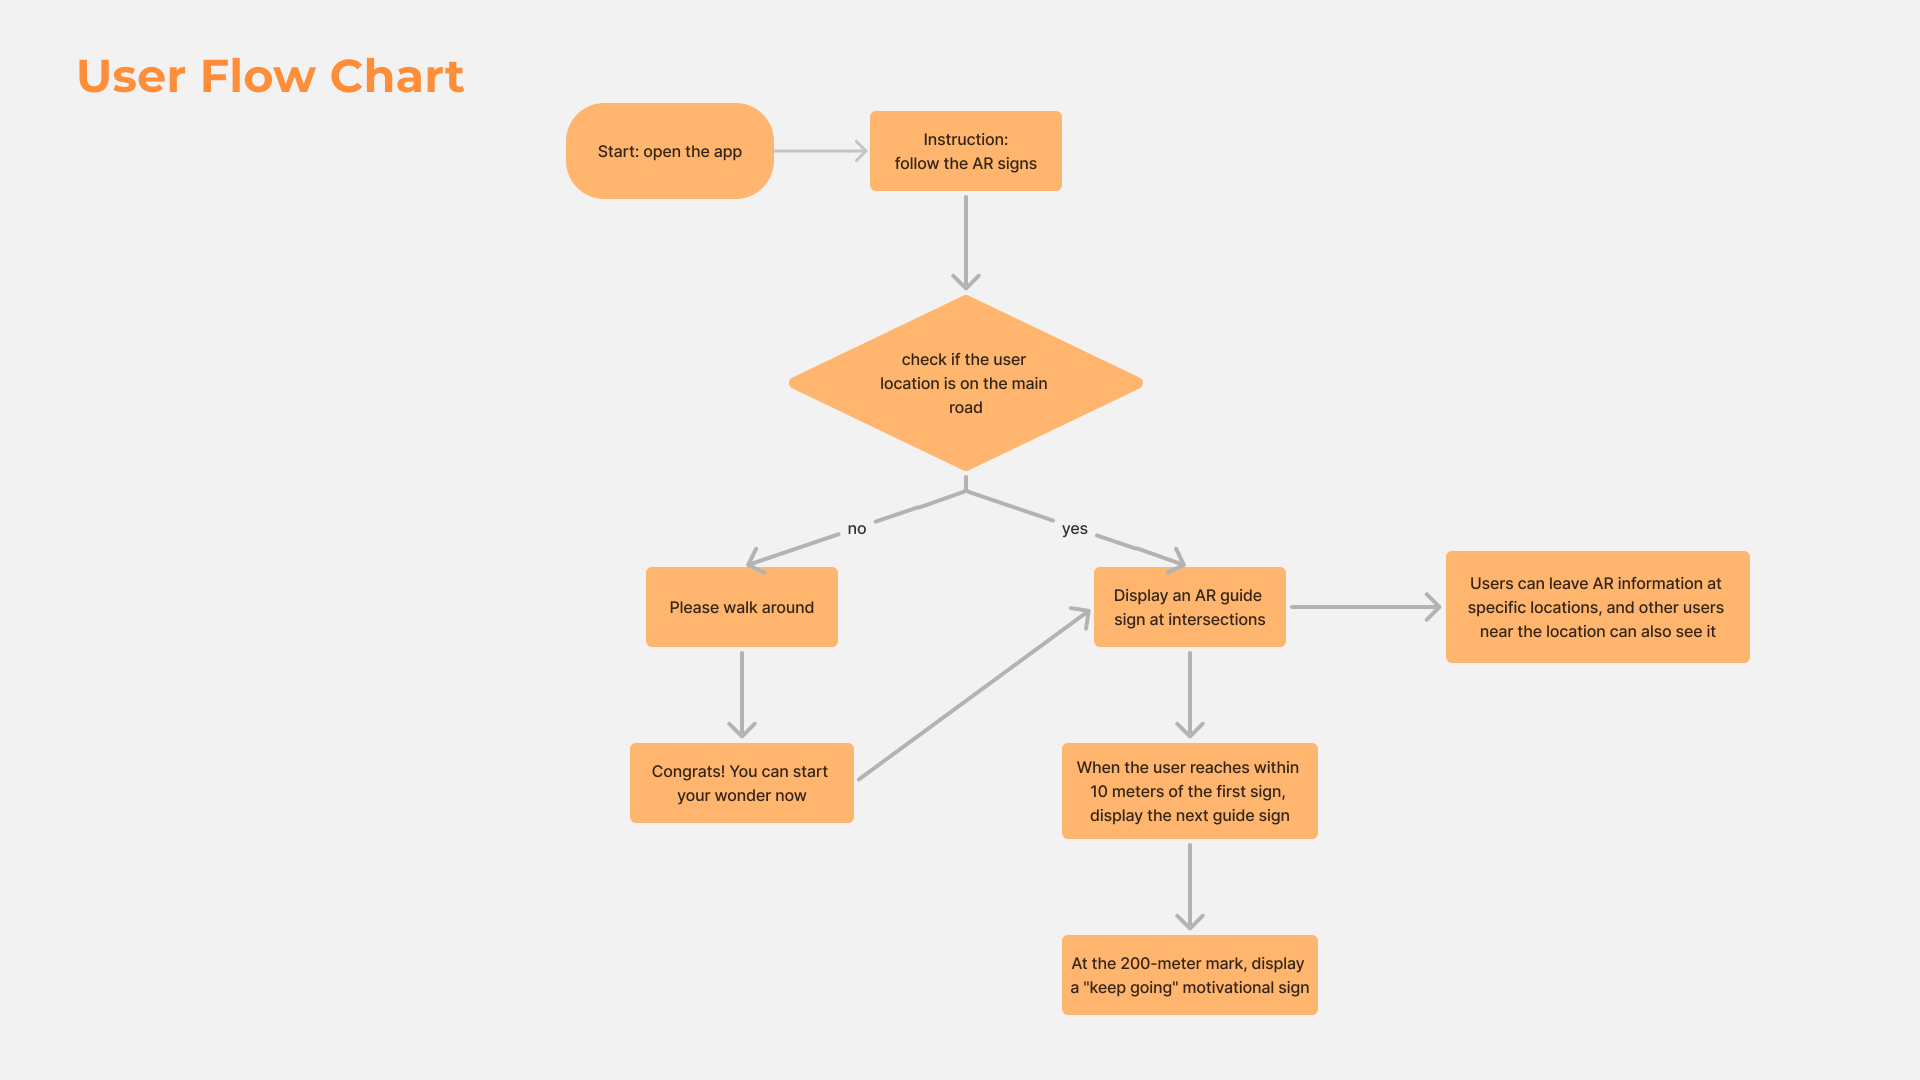 User Flow Chart
Start: open the app
Instruction:
follow the AR signs
check if the user
location is on the main
road
no
yes
Please walk around
Display an AR guide
sign at intersections
Users can leave AR information at
specific locations, and other users
near the location can also see it
Congrats! You can start
your wonder now
When the user reaches within
10 meters of the first sign,
display the next guide sign
At the 200-meter mark, display
a "keep going" motivational sign